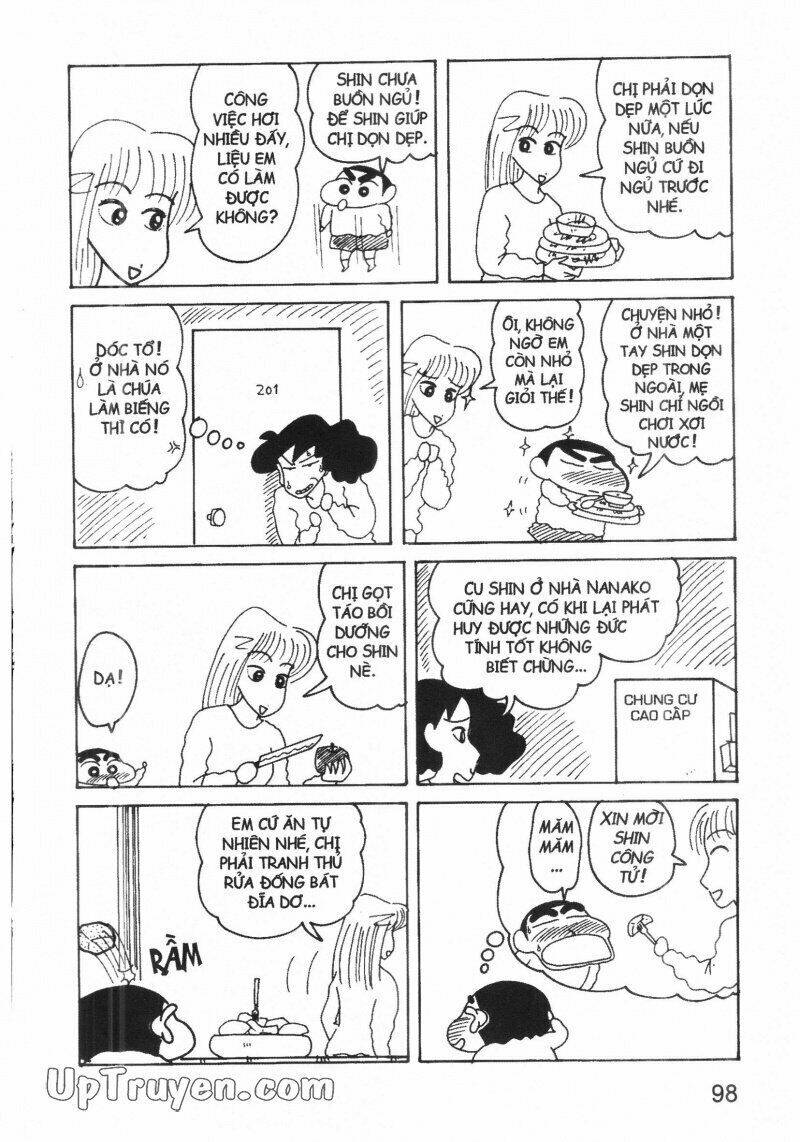 CHỊ PHẢI DỌN
DẸP MỘT LÚC
NỮA, NẾU
SHIN BUỒN
NGỦ CỨ ĐI
NGỦ TRƯỚC
NHÉ.
SHIN CHƯA
BUỒN NGỦ!
ĐỂ SHIN GIÚP
CHỊ DỌN DẸP.
CÔNG
VIỆC HƠI
NHIỀU ĐẤY,
LIỆU EM
CÓ LÀM
ĐƯỢC
KHÔNG?
CHUYỆN NHỎ!
Ở NHÀ MỘT
TAY SHIN DỌN
DẸP TRONG
NGOÀI, MẸ
SHIN CHỈ NGỒI
CHƠI XƠI
NƯỚC!
ÔI, KHÔNG
NGỜ EM
CÒN NHỎ
MÀ LẠI
GIỎI THẾ!
DÓC TỔ!
Ở NHÀ NÓ
LÀ CHÚA
LÀM BIẾNG
THÌ CÓ!
201
CU SHIN Ở NHÀ NANAKO
CŨNG HAY, CÓ KHI LẠI PHÁT
HUY ĐƯỢC NHỮNG ĐỨC
TÍNH TỐT KHÔNG
BIẾT CHỪNG...
CHUNG CƯ
CAO CẤP
CHỊ GỌT
TÁO BỒI
DƯỠNG
CHO SHIN
NÈ.
DẠ!
XIN MỜI
SHIN
CÔNG
TỬ!
MĂM
MĂM
...
EM CỨ ĂN TỰ
NHIÊN NHÉ, CHỊ
PHẢI TRANH THỦ
RỬA ĐỐNG BÁT
ĐĨA DƠ...
RẦM
UpTruyen.com
98